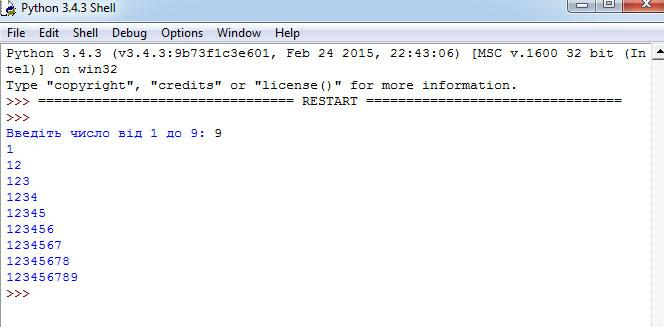 Python 3.4.3 Shell
File Edit Shell Debug Options Window Help
Python 3.4.3 (v3.4.3:9b73f1c3e601, Feb 24 2015, 22:43:06) [MSC v.1600 32 bit (In
tel)] on win32
Type "copyright", "credits" or "license()" for more information.
>>> ================================ RESTART ================================
>>>
Введіть число від 1 до 9: 9
1
12
123
1234
12345
123456
1234567
12345678
123456789
>>>